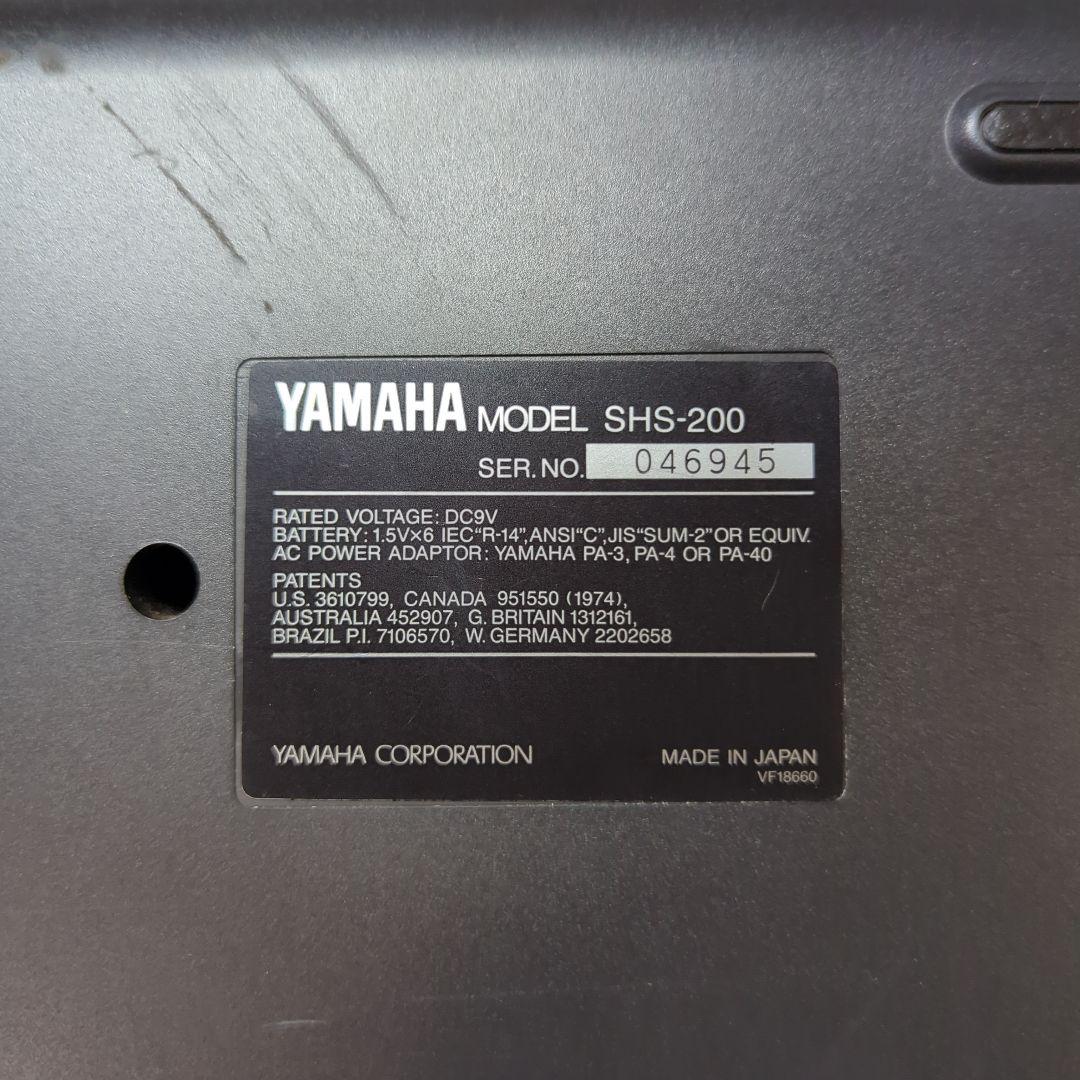 YAMAHA MODEL SHS-200
SER. NO. 046945
RATED VOLTAGE: DC9V
BATTERY: 1.5V×6 IEC“R-14”,ANSI“C”,JIS“SUM-2”OR EQUIV.
AC POWER ADAPTOR: YAMAHA PA-3, PA-4 OR PA-40
PATENTS
U.S. 3610799, CANADA 951550 (1974),
AUSTRALIA 452907, G. BRITAIN 1312161,
BRAZIL P.I. 7106570, W. GERMANY 2202658
YAMAHA CORPORATION MADE IN JAPAN
VF18660